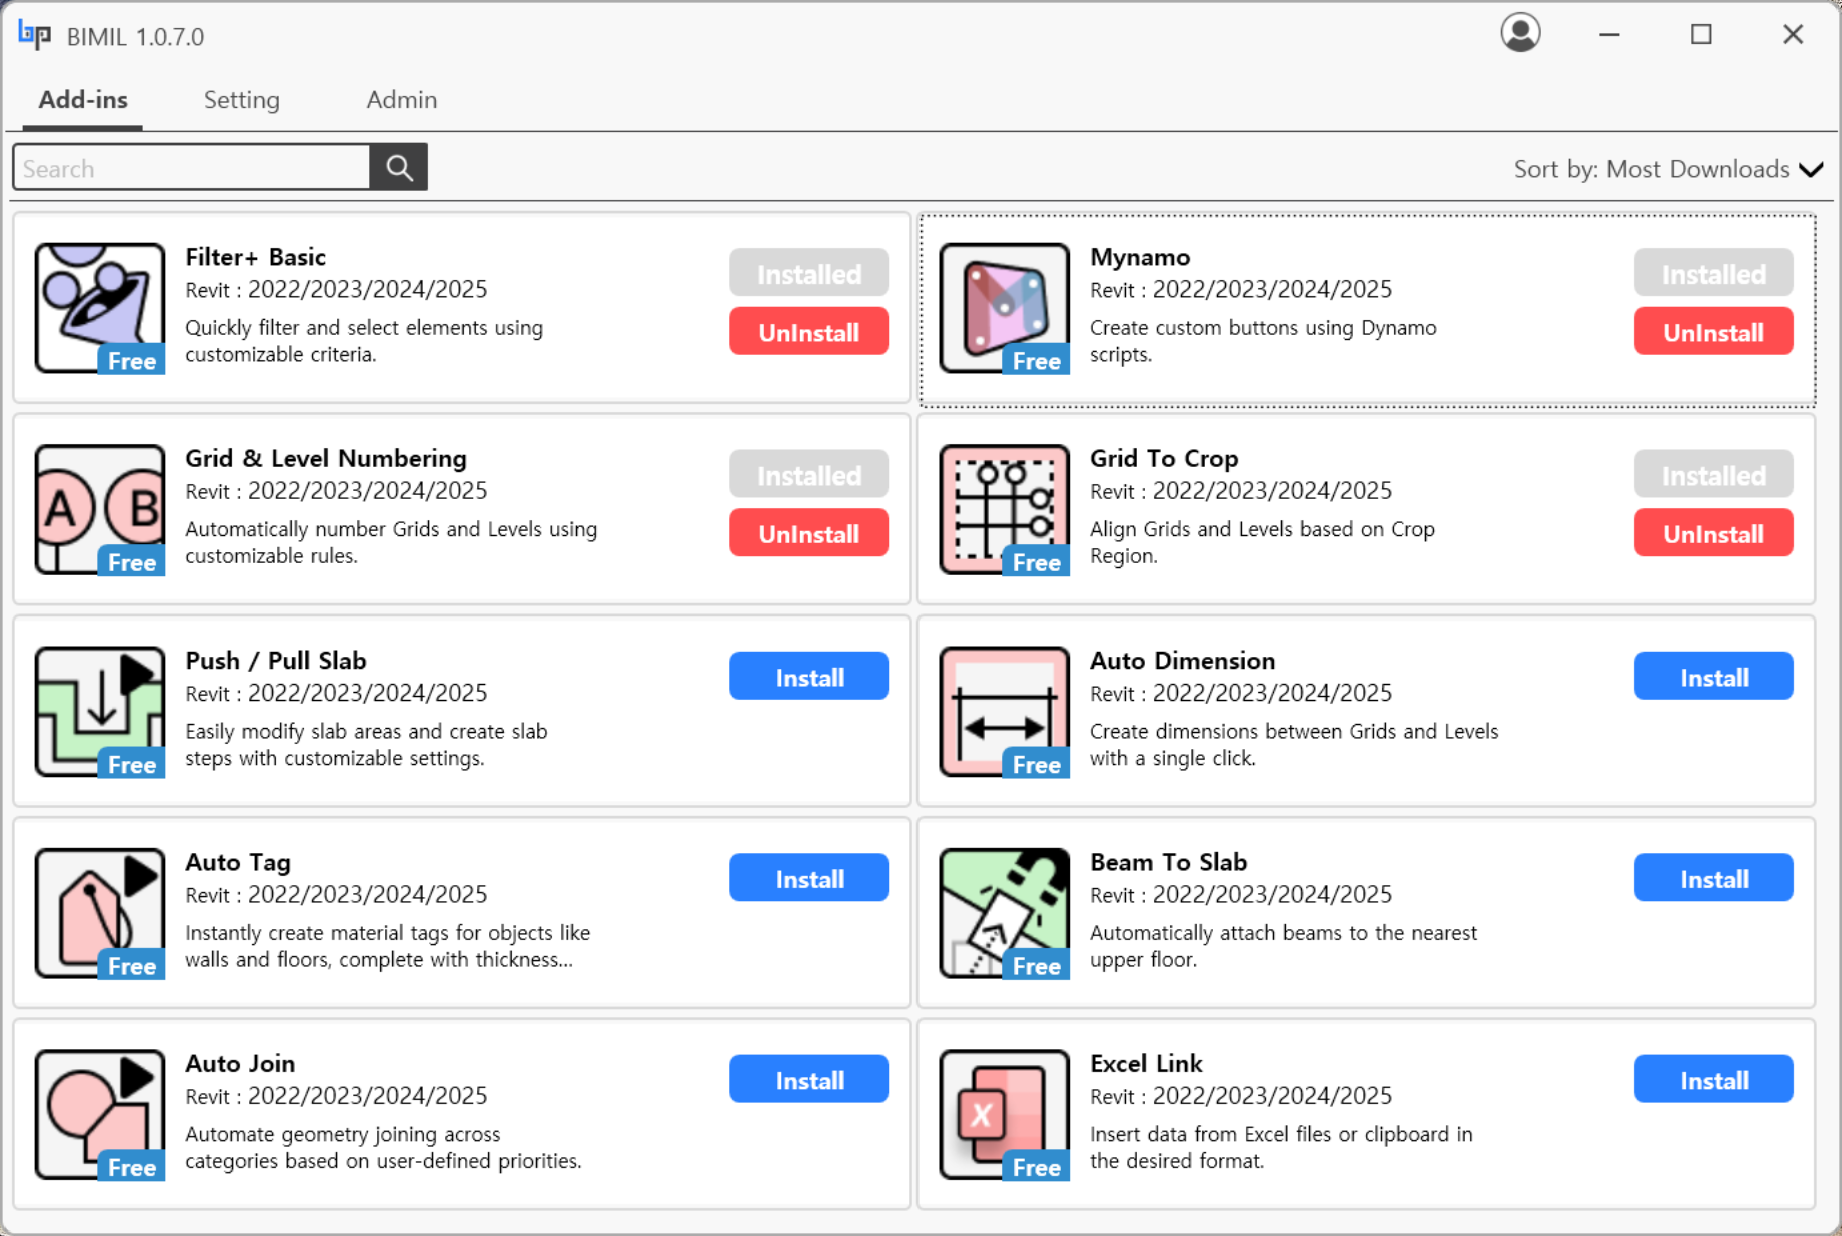 bp BIMIL 1.0.7.0
Add-ins Setting Admin
Search
Sort by: Most Downloads
Filter+ Basic
Revit : 2022/2023/2024/2025
Quickly filter and select elements using
customizable criteria.
Free
Installed
UnInstall
Mynamo
Revit : 2022/2023/2024/2025
Create custom buttons using Dynamo
scripts.
Free
Installed
UnInstall
A B
Grid & Level Numbering
Revit : 2022/2023/2024/2025
Automatically number Grids and Levels using
customizable rules.
Free
Installed
UnInstall
Grid To Crop
Revit : 2022/2023/2024/2025
Align Grids and Levels based on Crop
Region.
Free
Installed
UnInstall
Push / Pull Slab
Revit : 2022/2023/2024/2025
Easily modify slab areas and create slab
steps with customizable settings.
Free
Install
Auto Dimension
Revit : 2022/2023/2024/2025
Create dimensions between Grids and Levels
with a single click.
Free
Install
Auto Tag
Revit : 2022/2023/2024/2025
Instantly create material tags for objects like
walls and floors, complete with thickness...
Free
Install
Beam To Slab
Revit : 2022/2023/2024/2025
Automatically attach beams to the nearest
upper floor.
Free
Install
Auto Join
Revit : 2022/2023/2024/2025
Automate geometry joining across
categories based on user-defined priorities.
Free
Install
X
Excel Link
Revit : 2022/2023/2024/2025
Insert data from Excel files or clipboard in
the desired format.
Free
Install